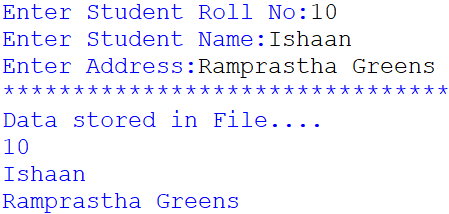 Enter Student Roll No:10
Enter Student Name:Ishaan
Enter Address:Ramprastha Greens
********************************
Data stored in File....
10
Ishaan
Ramprastha Greens